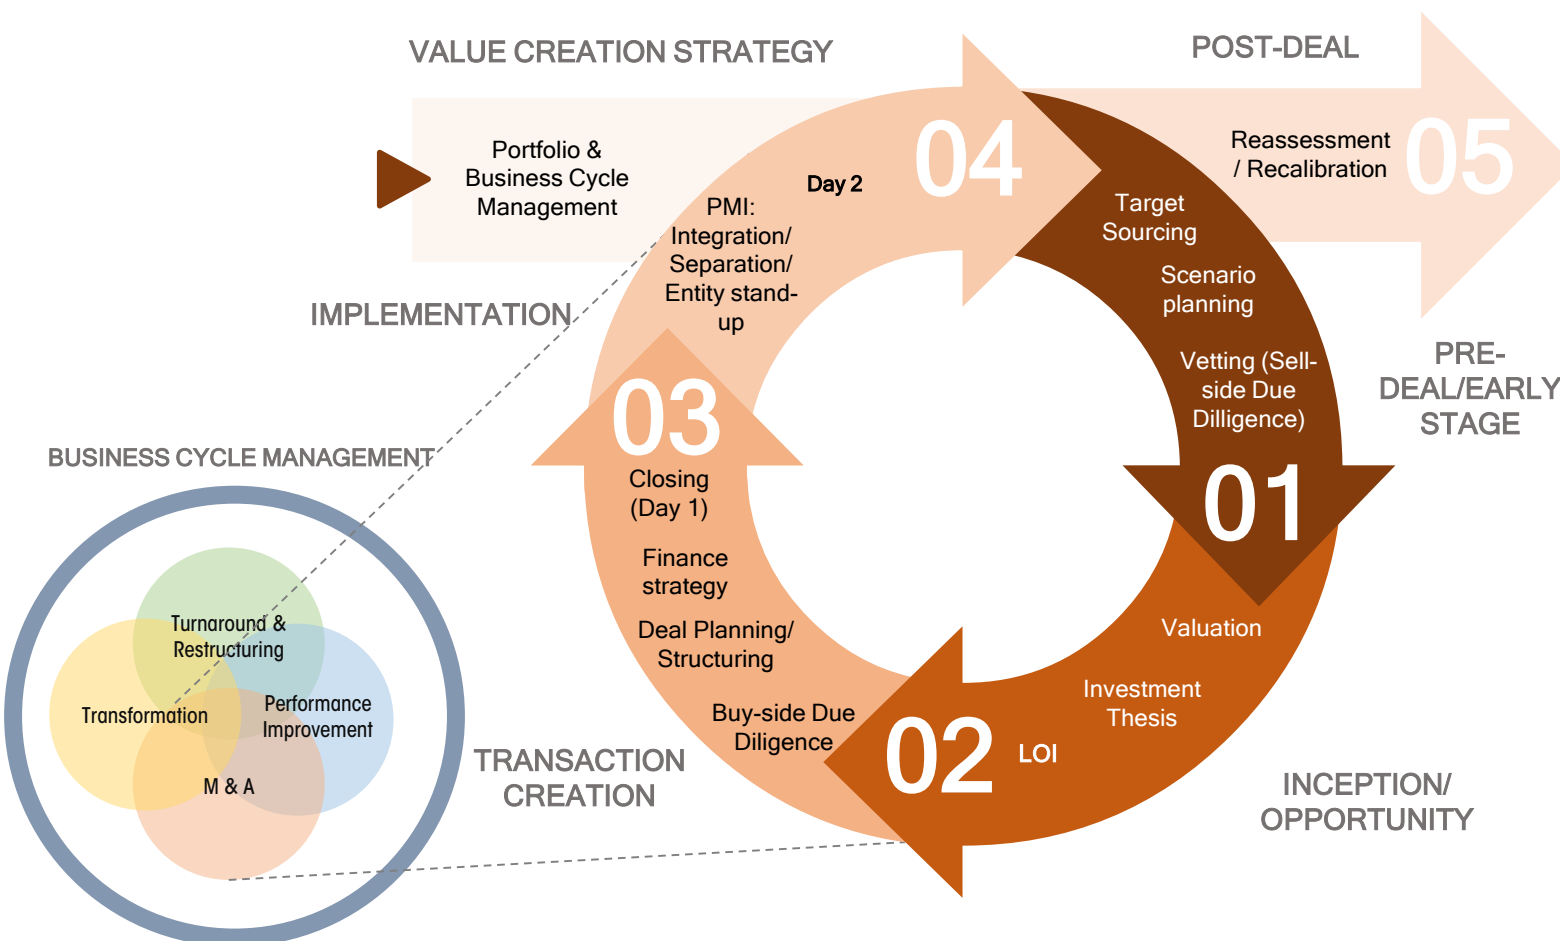 VALUE CREATION STRATEGY
POST-DEAL
Portfolio &
Business Cycle
Management
Day 2
04
Reassessment
/ Recalibration
05
PMI:
Integration/
Separation/
Entity stand-
up
Target
Sourcing
Scenario
planning
Vetting (Sell-
side Due
Dilligence)
IMPLEMENTATION
PRE-
DEAL/EARLY
STAGE
03
01
Closing
(Day 1)
Finance
strategy
Deal Planning/
Structuring
Buy-side Due
Diligence
Valuation
Investment
Thesis
02
LOI
TRANSACTION
CREATION
INCEPTION/
OPPORTUNITY
BUSINESS CYCLE MANAGEMENT
Turnaround &
Restructuring
Transformation
Performance
Improvement
M & A